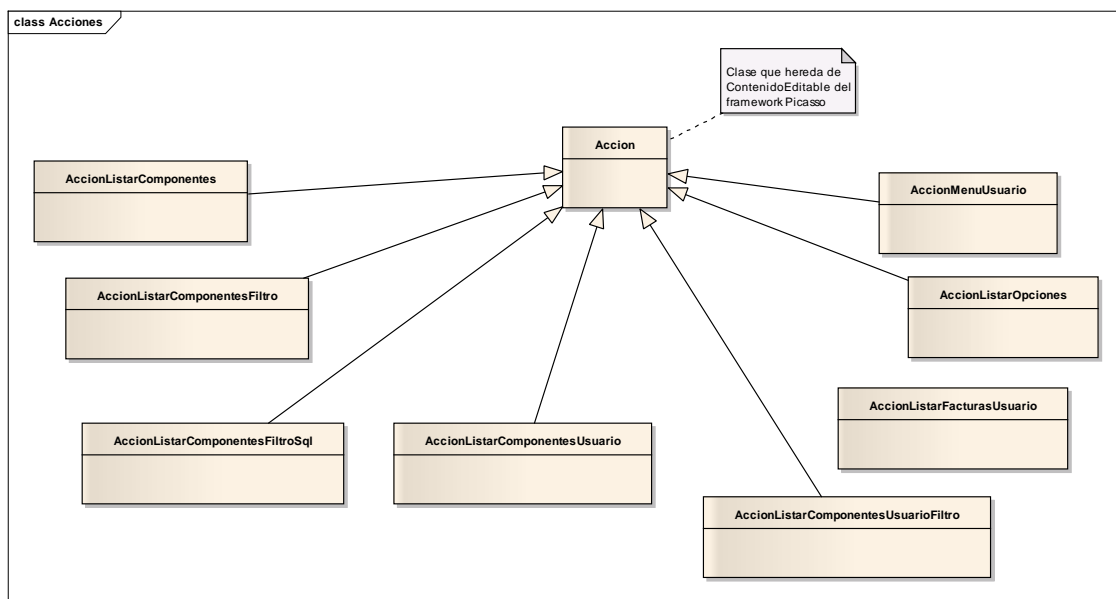 class Acciones
Clase que hereda de
ContenidoEditable del
framework Picasso
Accion
AccionListarComponentes
AccionMenuUsuario
AccionListarComponentesFiltro
AccionListarOpciones
AccionListarFacturasUsuario
AccionListarComponentesFiltroSql
AccionListarComponentesUsuario
AccionListarComponentesUsuarioFiltro